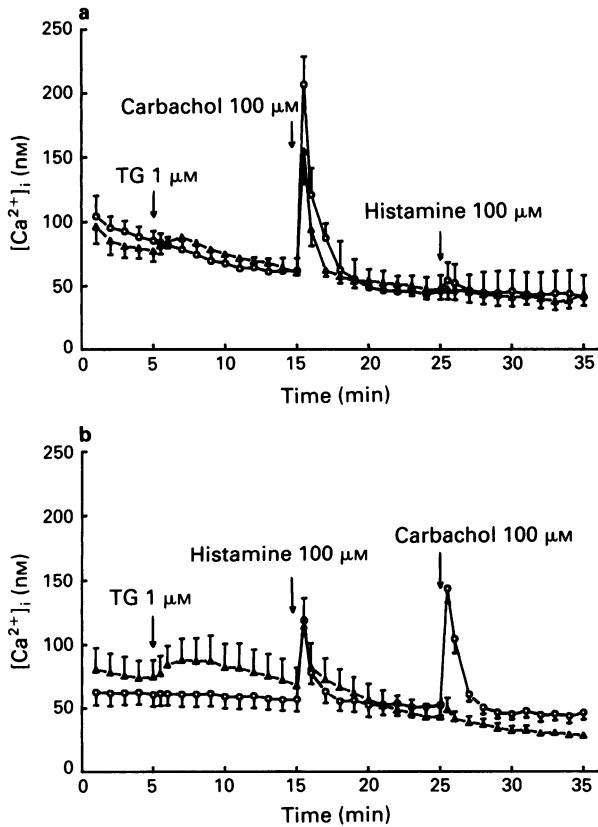 a
250
200
150
100
50
0
[Ca²⁺]ᵢ (nM)
Carbachol 100 μM
TG 1 μM
Histamine 100 μM
0 5 10 15 20 25 30 35
Time (min)
b
250
200
150
100
50
0
[Ca²⁺]ᵢ (nM)
Carbachol 100 μM
Histamine 100 μM
TG 1 μM
0 5 10 15 20 25 30 35
Time (min)